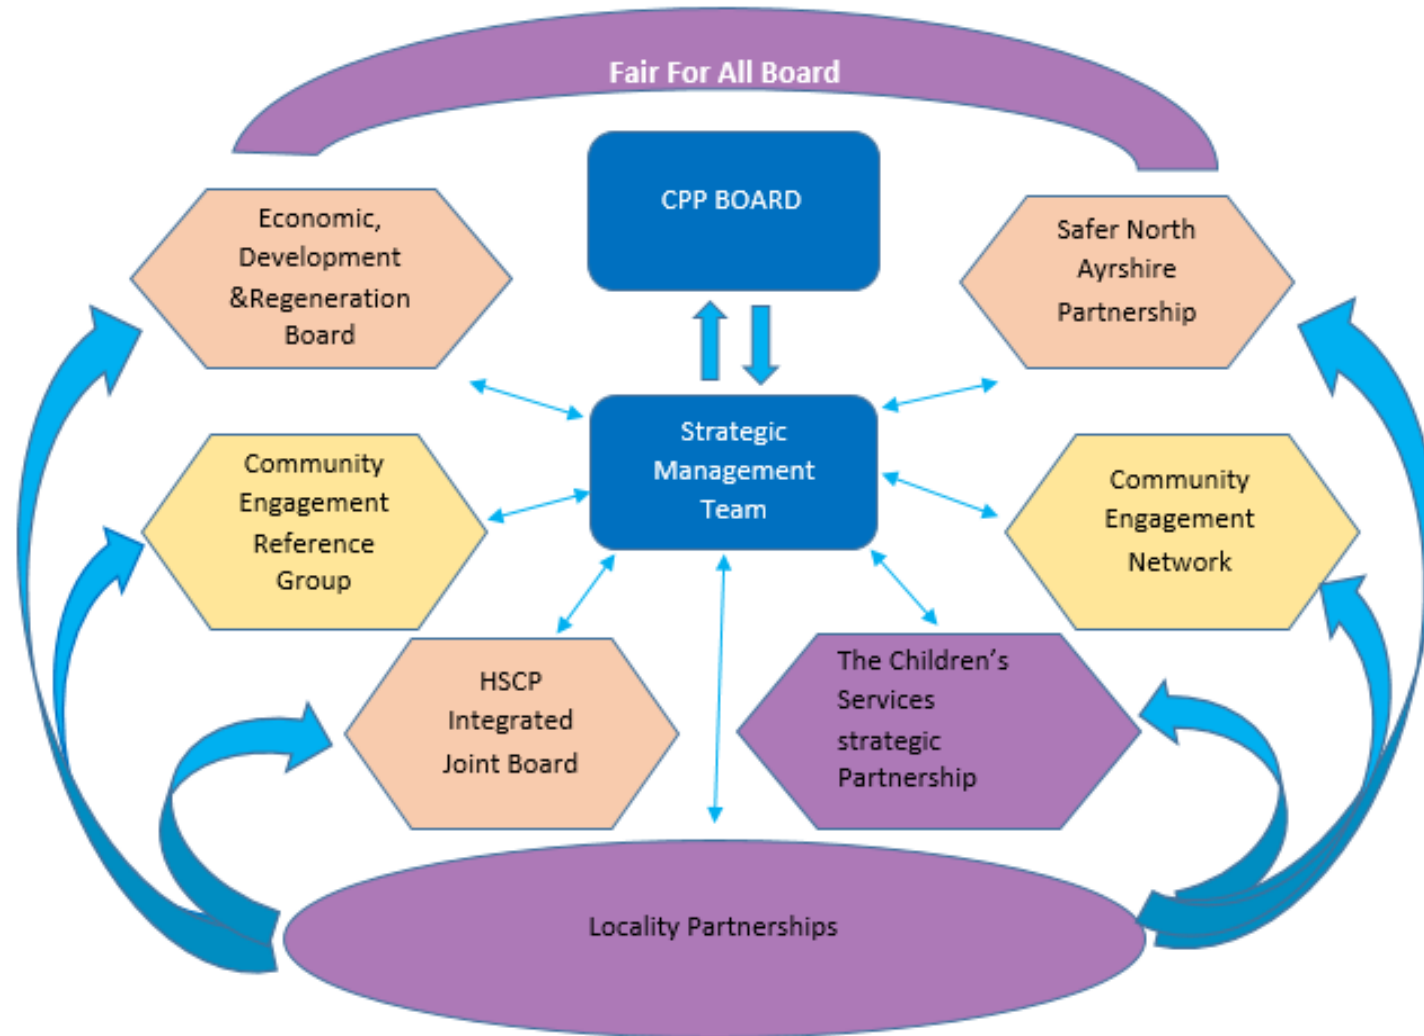 Fair For All Board
CPP BOARD
Economic,
Development
&Regeneration
Board
Safer North
Ayrshire
Partnership
Strategic
Management
Team
Community
Engagement
Reference
Group
Community
Engagement
Network
HSCP
Integrated
Joint Board
The Children’s
Services
strategic
Partnership
Locality Partnerships